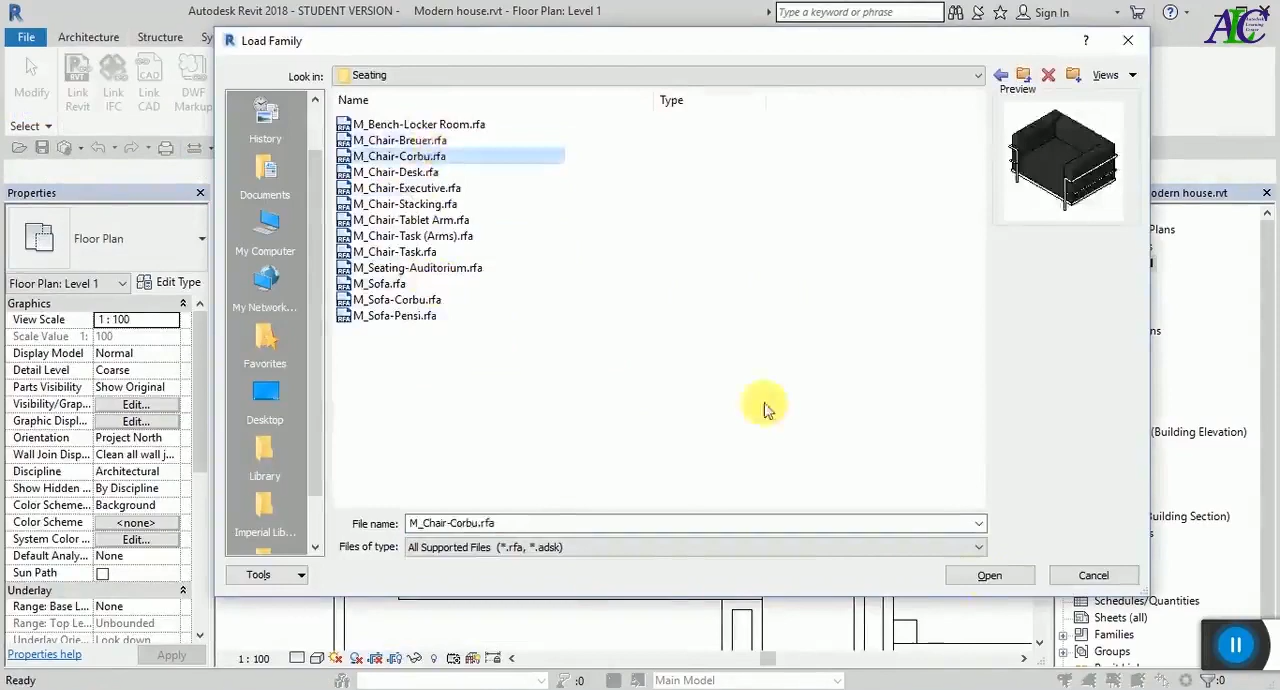 Autodesk Revit 2018 - STUDENT VERSION - Modern house.rvt - Floor Plan: Level 1
Type a keyword or phrase
Sign In
ALC
File Architecture Structure Sy
Modify
Link Revit
Link IFC
Link CAD
DWF Markup
Select
Properties
Floor Plan
Floor Plan: Level 1
Edit Type
Graphics
View Scale 1 : 100
Scale Value 1: 100
Display Model Normal
Detail Level Coarse
Parts Visibility Show Original
Visibility/Grap... Edit...
Graphic Displ... Edit...
Orientation Project North
Wall Join Disp... Clean all wall j...
Discipline Architectural
Show Hidden ... By Discipline
Color Scheme... Background
Color Scheme <none>
System Color ... Edit...
Default Analy... None
Sun Path
Underlay
Range: Base L... None
Range: Top Le... Unbounded
Underlay Orie... Look down
Properties help
Apply
Load Family
Look in: Seating
Views
Preview
Name Type
History
Documents
My Computer
My Network...
Favorites
Desktop
Library
Imperial Lib...
M_Bench-Locker Room.rfa
M_Chair-Breuer.rfa
M_Chair-Corbu.rfa
M_Chair-Desk.rfa
M_Chair-Executive.rfa
M_Chair-Stacking.rfa
M_Chair-Tablet Arm.rfa
M_Chair-Task (Arms).rfa
M_Chair-Task.rfa
M_Seating-Auditorium.rfa
M_Sofa.rfa
M_Sofa-Corbu.rfa
M_Sofa-Pensi.rfa
File name: M_Chair-Corbu.rfa
Files of type: All Supported Files (*.rfa, *.adsk)
Tools
Open
Cancel
odern house.rvt
Plans
ns
(Building Elevation)
Building Section)
Schedules/Quantities
Sheets (all)
Families
Groups
1 : 100
Ready
:0
Main Model
:0